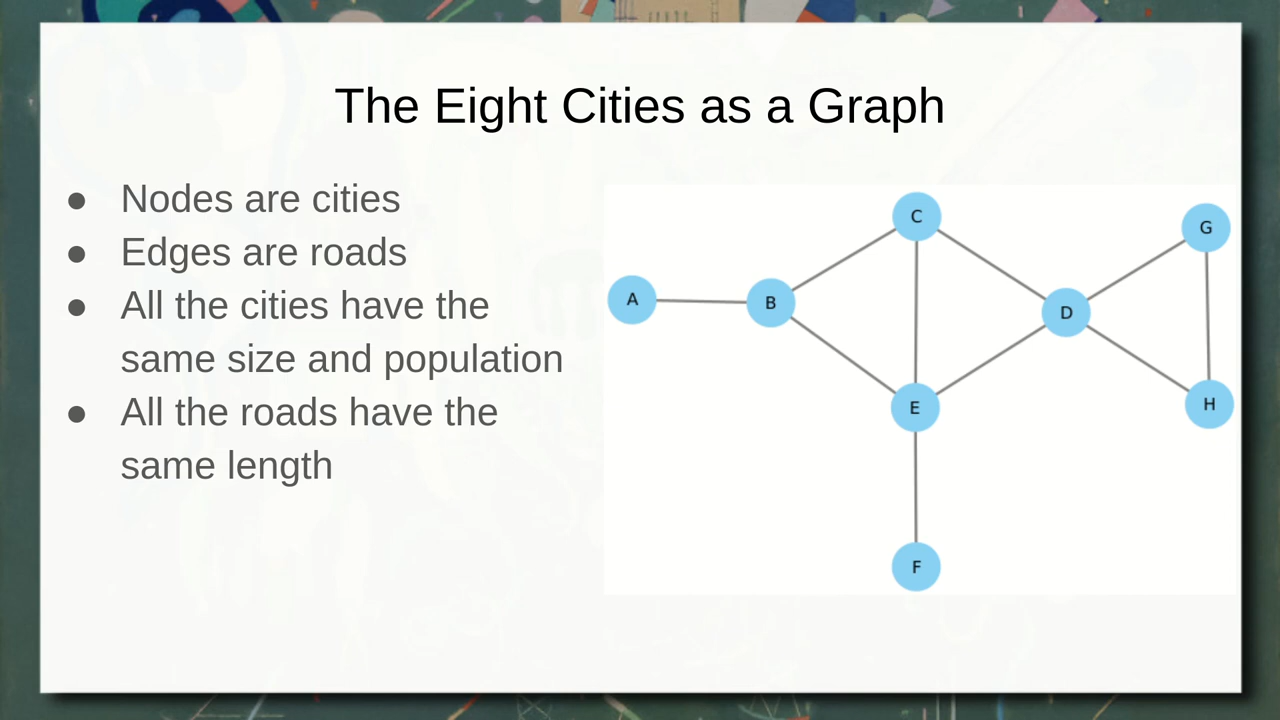 The Eight Cities as a Graph
● Nodes are cities
● Edges are roads
● All the cities have the
same size and population
● All the roads have the
same length
C
G
A
B
D
E
H
F